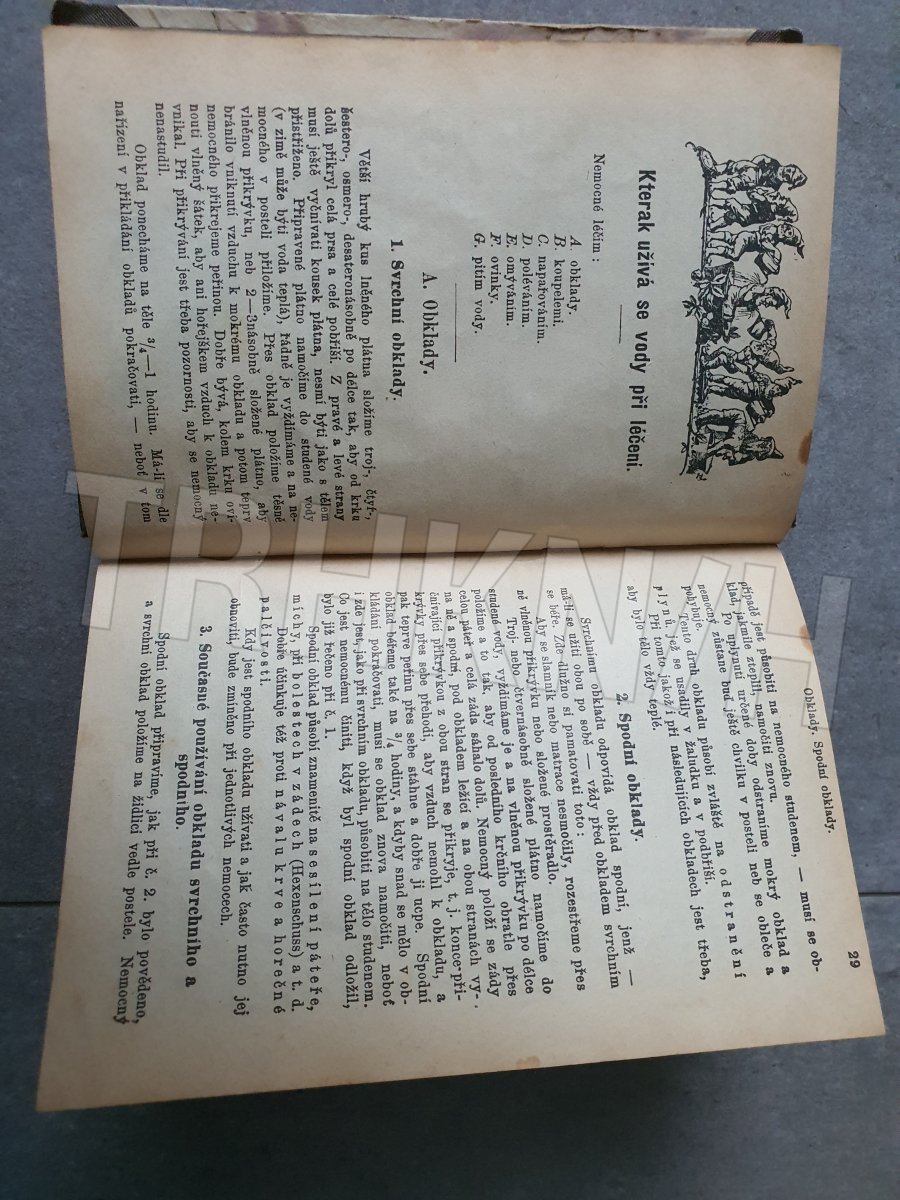 Kterak užívá se vody při léčení.
Nemocné léčím:
A. obklady.
B. koupelemi.
C. napařováním.
D. poléváním.
E. omýváním.
F. ovinky.
G. pitím vody.
A. Obklady.
1. Svrchní obklady.
Větší hrubý kus lněného plátna složíme troj-, čtyř-,
šestero-, osmero-, desateronásobně po délce tak, aby od krku
dolů přikryl celá prsa a celé pobřiší. Z pravé a levé strany
musí ještě vyčnívati kousek plátna, nesmí býti jako s tělem
přistřiženo. Připravené plátno namočíme do studené vody
(v zimě může býti voda teplá), řádně je vyždímáme a na ne-
mocného v posteli přiložíme. Přes obklad položíme těsně
vlněnou přikrývku, neb 2—3násobně složené plátno, aby
bránilo vniknutí vzduchu k mokrému obkladu a potom teprv
nemocného přikrejeme peřinou. Dobře bývá, kolem krku ovi-
nouti vlněný šátek, aby ani hořejškem vzduch k obkladu ne-
vnikal. Při přikrývání jest třeba pozornosti, aby se nemocný
nenastudil.
Obklad ponecháme na těle ¾—1 hodinu. Má-li se dle
nařízení v přikládání obkladů pokračovati, — neboť v tom
Obklady. Spodní obklady. 29
případě jest působiti na nemocného studenem, — musí se ob-
klad, jakmile zteplil, namočiti znovu.
Po uplynutí určené doby odstraníme mokrý obklad a
nemocný zůstane buď ještě chvilku v posteli neb se obleče a
pohybuje.
Tento druh obkladu působí zvláště na odstranění
plynů, jež se usadily v žaludku a v podbřiší.
Při tomto jakož i při následujících obkladech jest třeba,
aby bylo tělo vždy teplé.
2. Spodní obklady.
Svrchnímu obkladu odpovídá obklad spodní, jenž —
má-li se užíti obou po sobě — vždy před obkladem svrchním
se béře. Zde dlužno si pamatovati toto:
Aby se slamník nebo matrace nesmočily, rozestřeme přes
ně vlněnou přikrývku nebo složené prostěradlo.
Troj- nebo čtvernásobně složené plátno namočíme do
studené vody, vyždímáme je a na vlněnou přikrývku po délce
položíme a to tak, aby od posledního krčního obratle přes
celou páteř a celá záda sáhalo dolů. Nemocný položí se zády
na ně a spodní, pod obkladem ležící a na obou stranách vy-
čnívající přikrývkou z obou stran se přikryje, t. j. konce při-
krývky přes sebe přehodí, aby vzduch nemohl k obkladu, a
pak teprve peřinu přes sebe stáhne a dobře ji ucpe. Spodní
obklad béřeme také na ¾ hodiny, a kdyby snad se mělo v ob-
kládání pokračovati, musí se obklad znova namočiti, neboť
i zde jest, jako při svrchním obkladu, působiti na tělo studenem.
Co jest nemocnému činiti, když byl spodní obklad odložil,
bylo již řečeno při č. 1.
Spodní obklad působí znamenitě na sesílení páteře,
míchy, při bolestech v zádech (Hexenschuss) a t. d.
Dobře účinkuje též proti návalu krve a horečné
palčivosti.
Kdy jest spodního obkladu užívati a jak často nutno jej
obnoviti, bude zmíněno při jednotlivých nemocech.
3. Současné používání obkladu svrchního a
spodního.
Spodní obklad připravíme, jak při č. 2. bylo pověděno,
a svrchní obklad položíme na židlici vedle postele. Nemocný
TRHKNIH